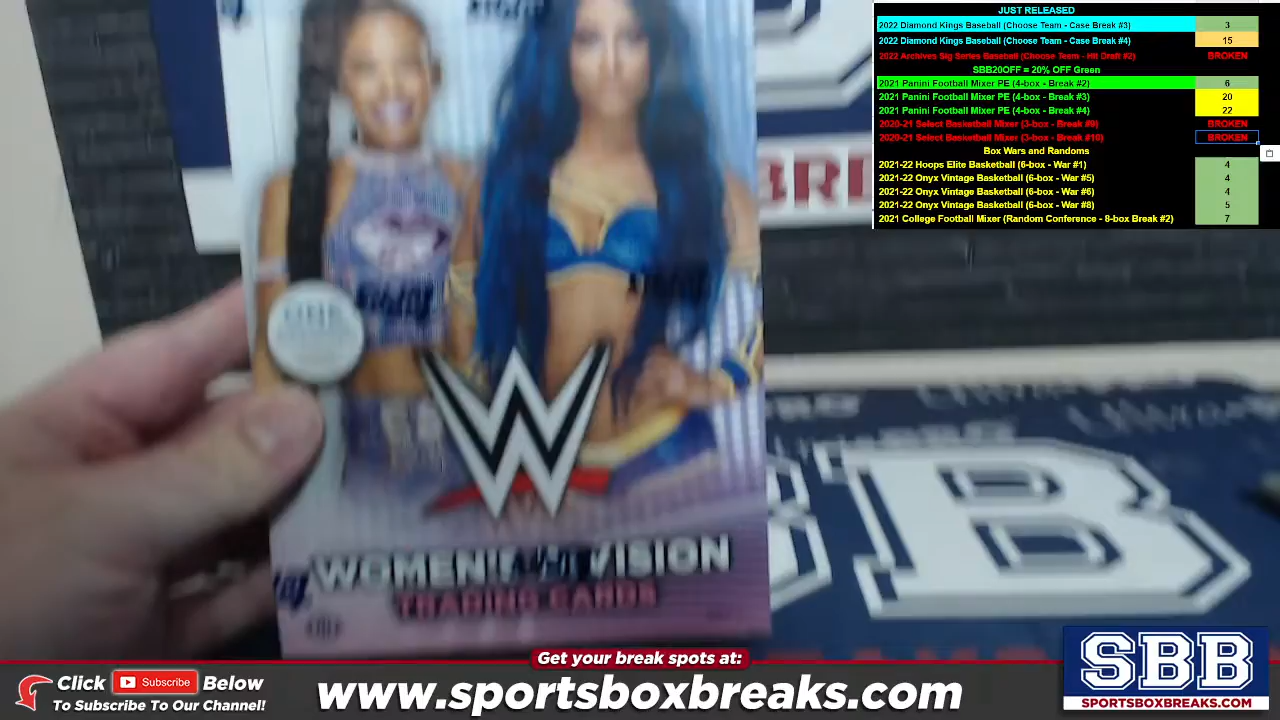 JUST RELEASED
2022 Diamond Kings Baseball (Choose Team - Case Break #3) 3
2022 Diamond Kings Baseball (Choose Team - Case Break #4) 15
2022 Archives Sig Series Baseball (Choose Team - Hit Draft #2) BROKEN
SBB20OFF = 20% OFF Green
2021 Panini Football Mixer PE (4-box - Break #2) 6
2021 Panini Football Mixer PE (4-box - Break #3) 20
2021 Panini Football Mixer PE (4-box - Break #4) 22
2020-21 Select Basketball Mixer (3-box - Break #9) BROKEN
2020-21 Select Basketball Mixer (3-box - Break #10) BROKEN
Box Wars and Randoms
2021-22 Hoops Elite Basketball (6-box - War #1) 4
2021-22 Onyx Vintage Basketball (6-box - War #5) 4
2021-22 Onyx Vintage Basketball (6-box - War #6) 4
2021-22 Onyx Vintage Basketball (6-box - War #8) 5
2021 College Football Mixer (Random Conference - 8-box Break #2) 7
W
WOMEN'S DIVISION
TRADING CARDS
B
Get your break spots at:
Click Subscribe Below
To Subscribe To Our Channel!
www.sportsboxbreaks.com
SBB
SPORTSBOXBREAKS.COM